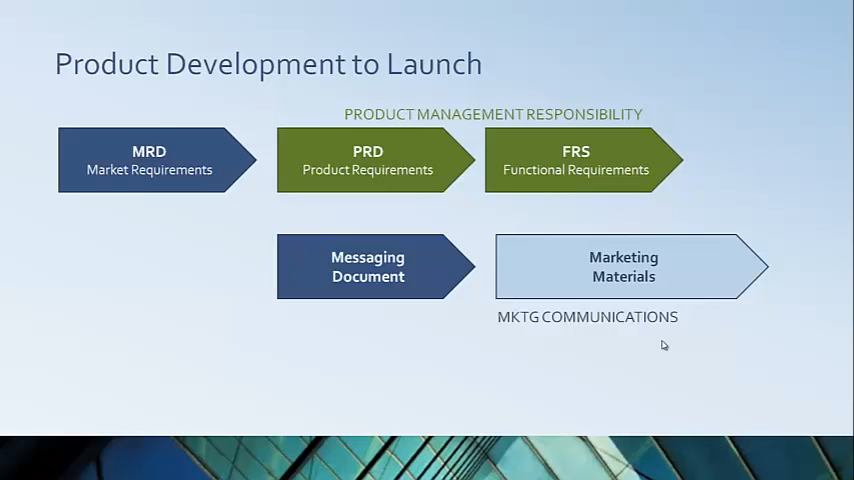 Product Development to Launch
PRODUCT MANAGEMENT RESPONSIBILITY
MRD
Market Requirements
PRD
Product Requirements
FRS
Functional Requirements
Messaging
Document
Marketing
Materials
MKTG COMMUNICATIONS